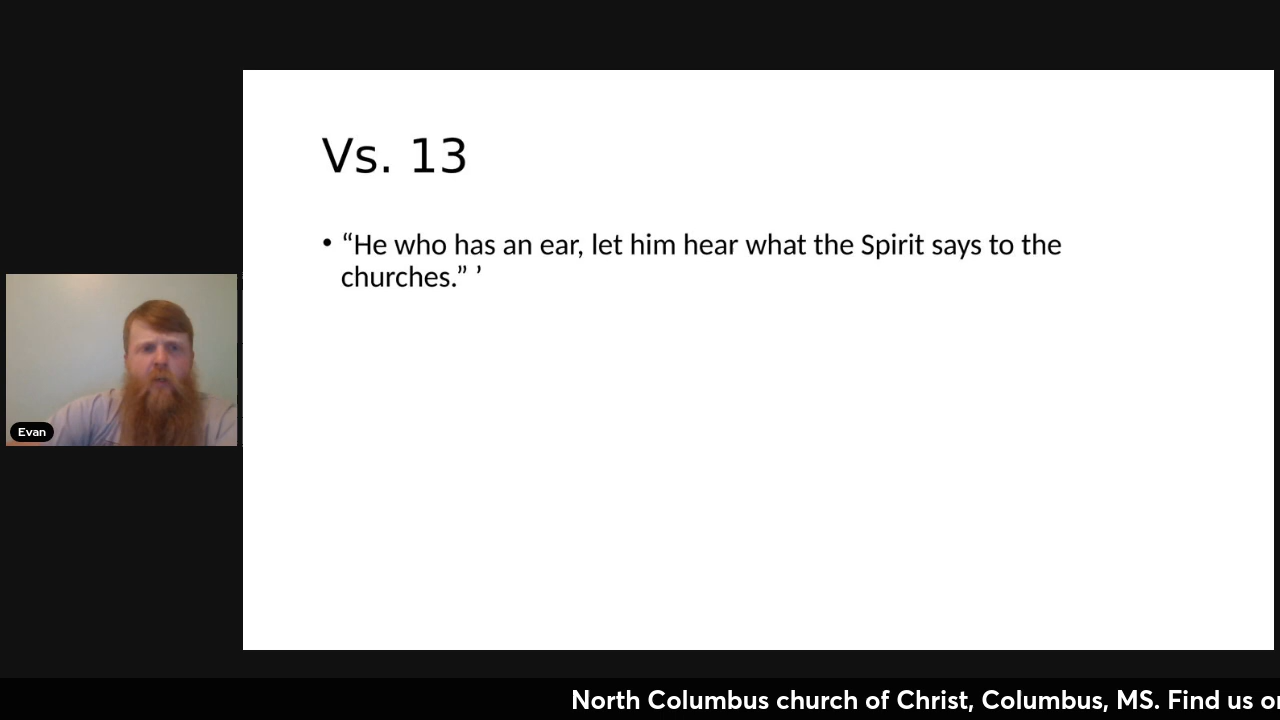 Vs. 13
• “He who has an ear, let him hear what the Spirit says to the
churches.” ’
Evan
North Columbus church of Christ, Columbus, MS. Find us